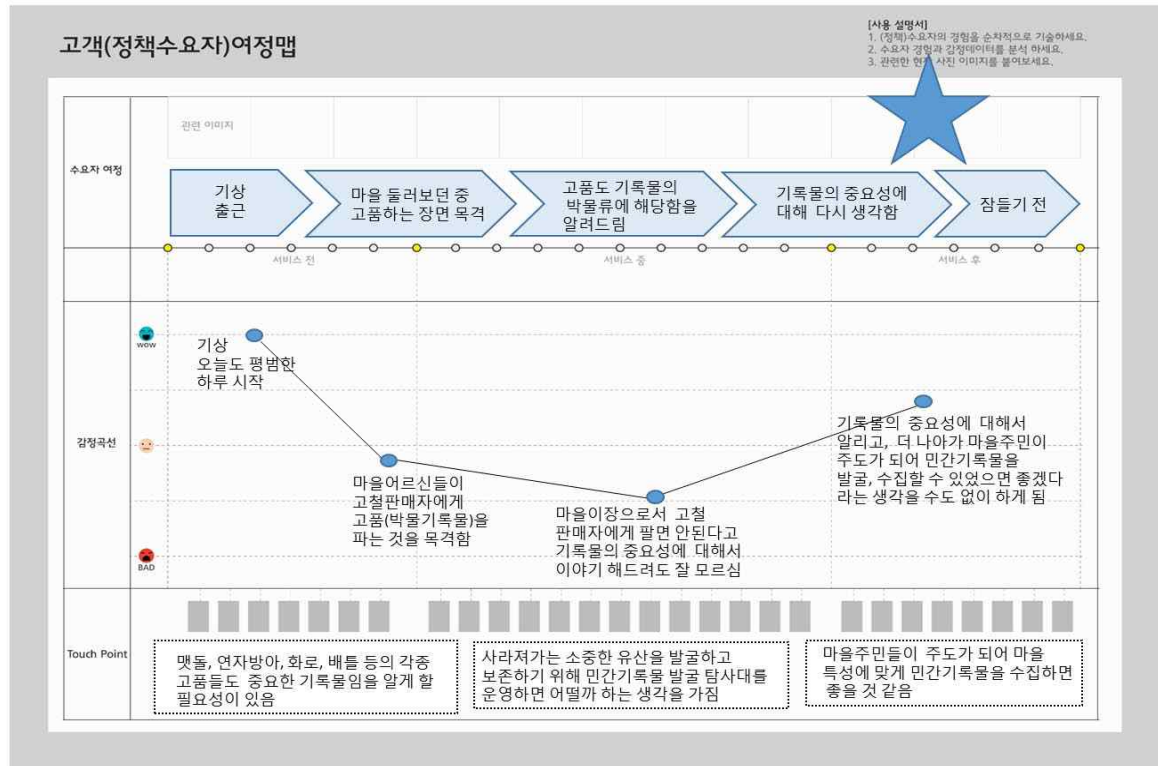 고객(정책수요자)여정맵
[사용 설명서]
1. (정책)수요자의 경험을 순차적으로 기술하세요.
2. 수요자 경험과 감정데이터를 분석 하세요.
3. 관련한 현장 사진 이미지를 붙여보세요.
관련 이미지
수요자 여정
기상
출근
마을 둘러보던 중
고품하는 장면 목격
고품도 기록물의
박물류에 해당함을
알려드림
기록물의 중요성에
대해 다시 생각함
잠들기 전
서비스 전
서비스 중
서비스 후
감정곡선
wow
BAD
기상
오늘도 평범한
하루 시작
마을어르신들이
고철판매자에게
고품(박물기록물)을
파는 것을 목격함
마을이장으로서 고철
판매자에게 팔면 안된다고
기록물의 중요성에 대해서
이야기 해드려도 잘 모르심
기록물의 중요성에 대해서
알리고, 더 나아가 마을주민이
주도가 되어 민간기록물을
발굴, 수집할 수 있었으면 좋겠다
라는 생각을 수도 없이 하게 됨
Touch Point
맷돌, 연자방아, 화로, 배틀 등의 각종
고품들도 중요한 기록물임을 알게 할
필요성이 있음
사라져가는 소중한 유산을 발굴하고
보존하기 위해 민간기록물 발굴 탐사대를
운영하면 어떨까 하는 생각을 가짐
마을주민들이 주도가 되어 마을
특성에 맞게 민간기록물을 수집하면
좋을 것 같음